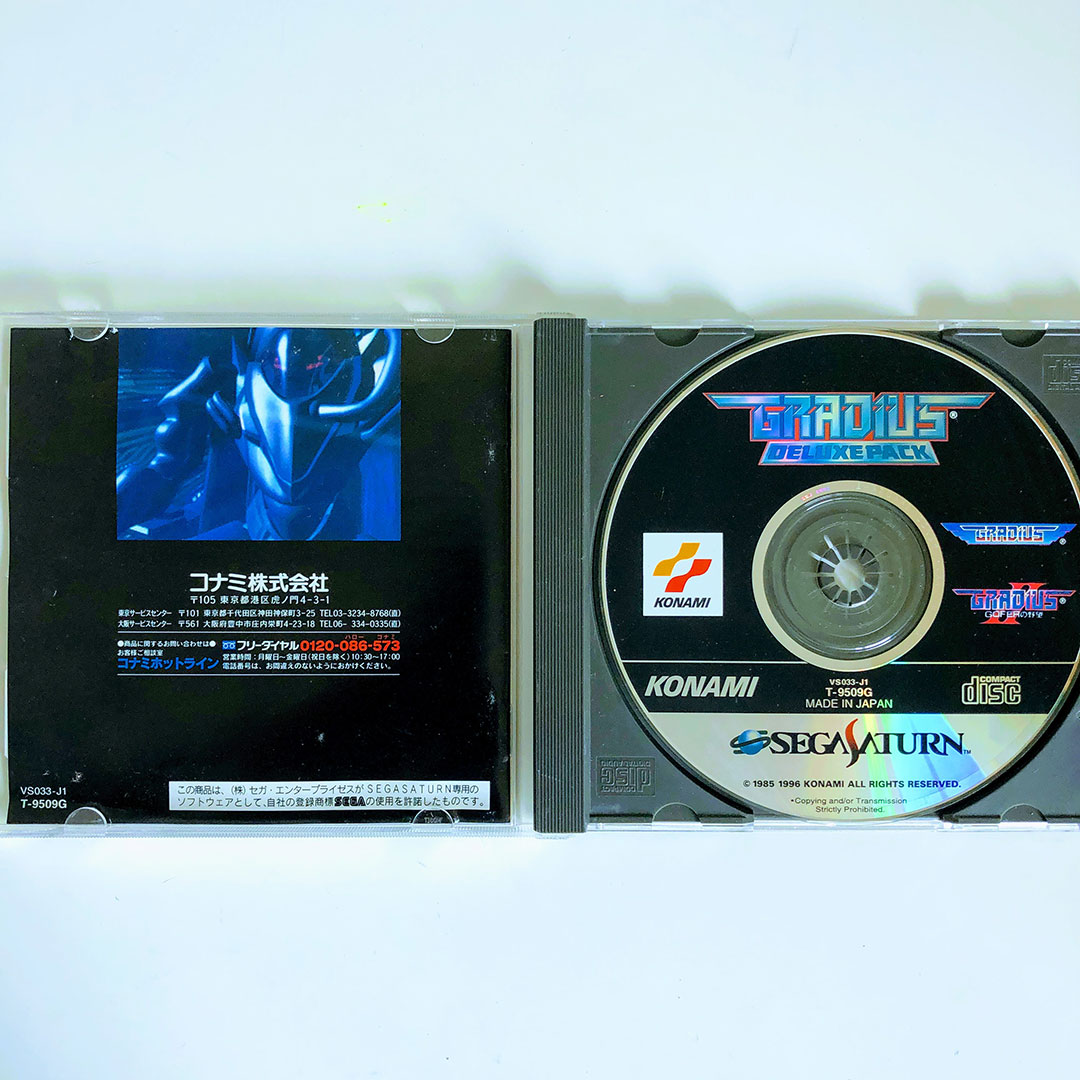 コナミ株式会社
〒105 東京都港区虎ノ門4-3-1
東京サービスセンター 〒101 東京都千代田区神田神保町3-25 TEL03-3234-8768(直)
大阪サービスセンター 〒561 大阪府豊中市庄内栄町4-23-18 TEL06- 334-0335(直)
ハロー コナミ
●商品に関するお問い合わせは● フリーダイヤル 0120-086-573
お客様ご相談室
コナミホットライン
営業時間：月曜日〜金曜日(祝日を除く)10:30〜17:00
電話番号は、お間違えのないようにおかけください。
VS033-J1
T-9509G
この商品は、(株)セガ・エンタープライゼスがSEGASATURN専用の
ソフトウェアとして、自社の登録商標SEGAの使用を許諾したものです。
GRADIUS®
DELUXE PACK
GRADIUS®
GRADIUS II®
GOFERの野望
KONAMI
KONAMI
VS033-J1
T-9509G
MADE IN JAPAN
COMPACT
disc
SEGA SATURN™
© 1985 1996 KONAMI ALL RIGHTS RESERVED.
•Copying and/or Transmission
Strictly Prohibited.
COMPACT
disc
DIGITAL AUDIO